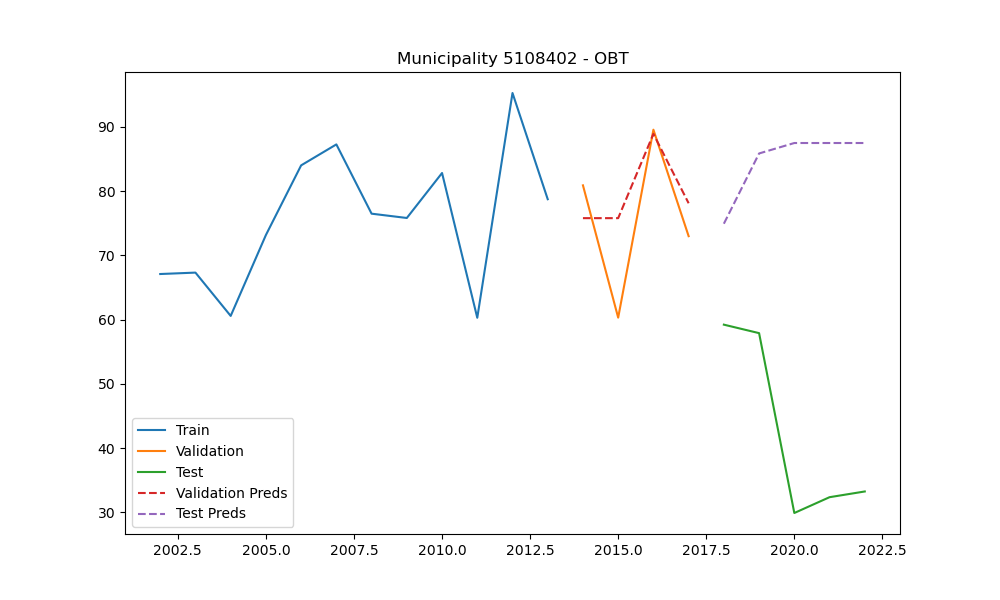 Municipality 5108402 - OBT
90
80
70
60
50
40
30
Train
Validation
Test
Validation Preds
Test Preds
2002.5 2005.0 2007.5 2010.0 2012.5 2015.0 2017.5 2020.0 2022.5